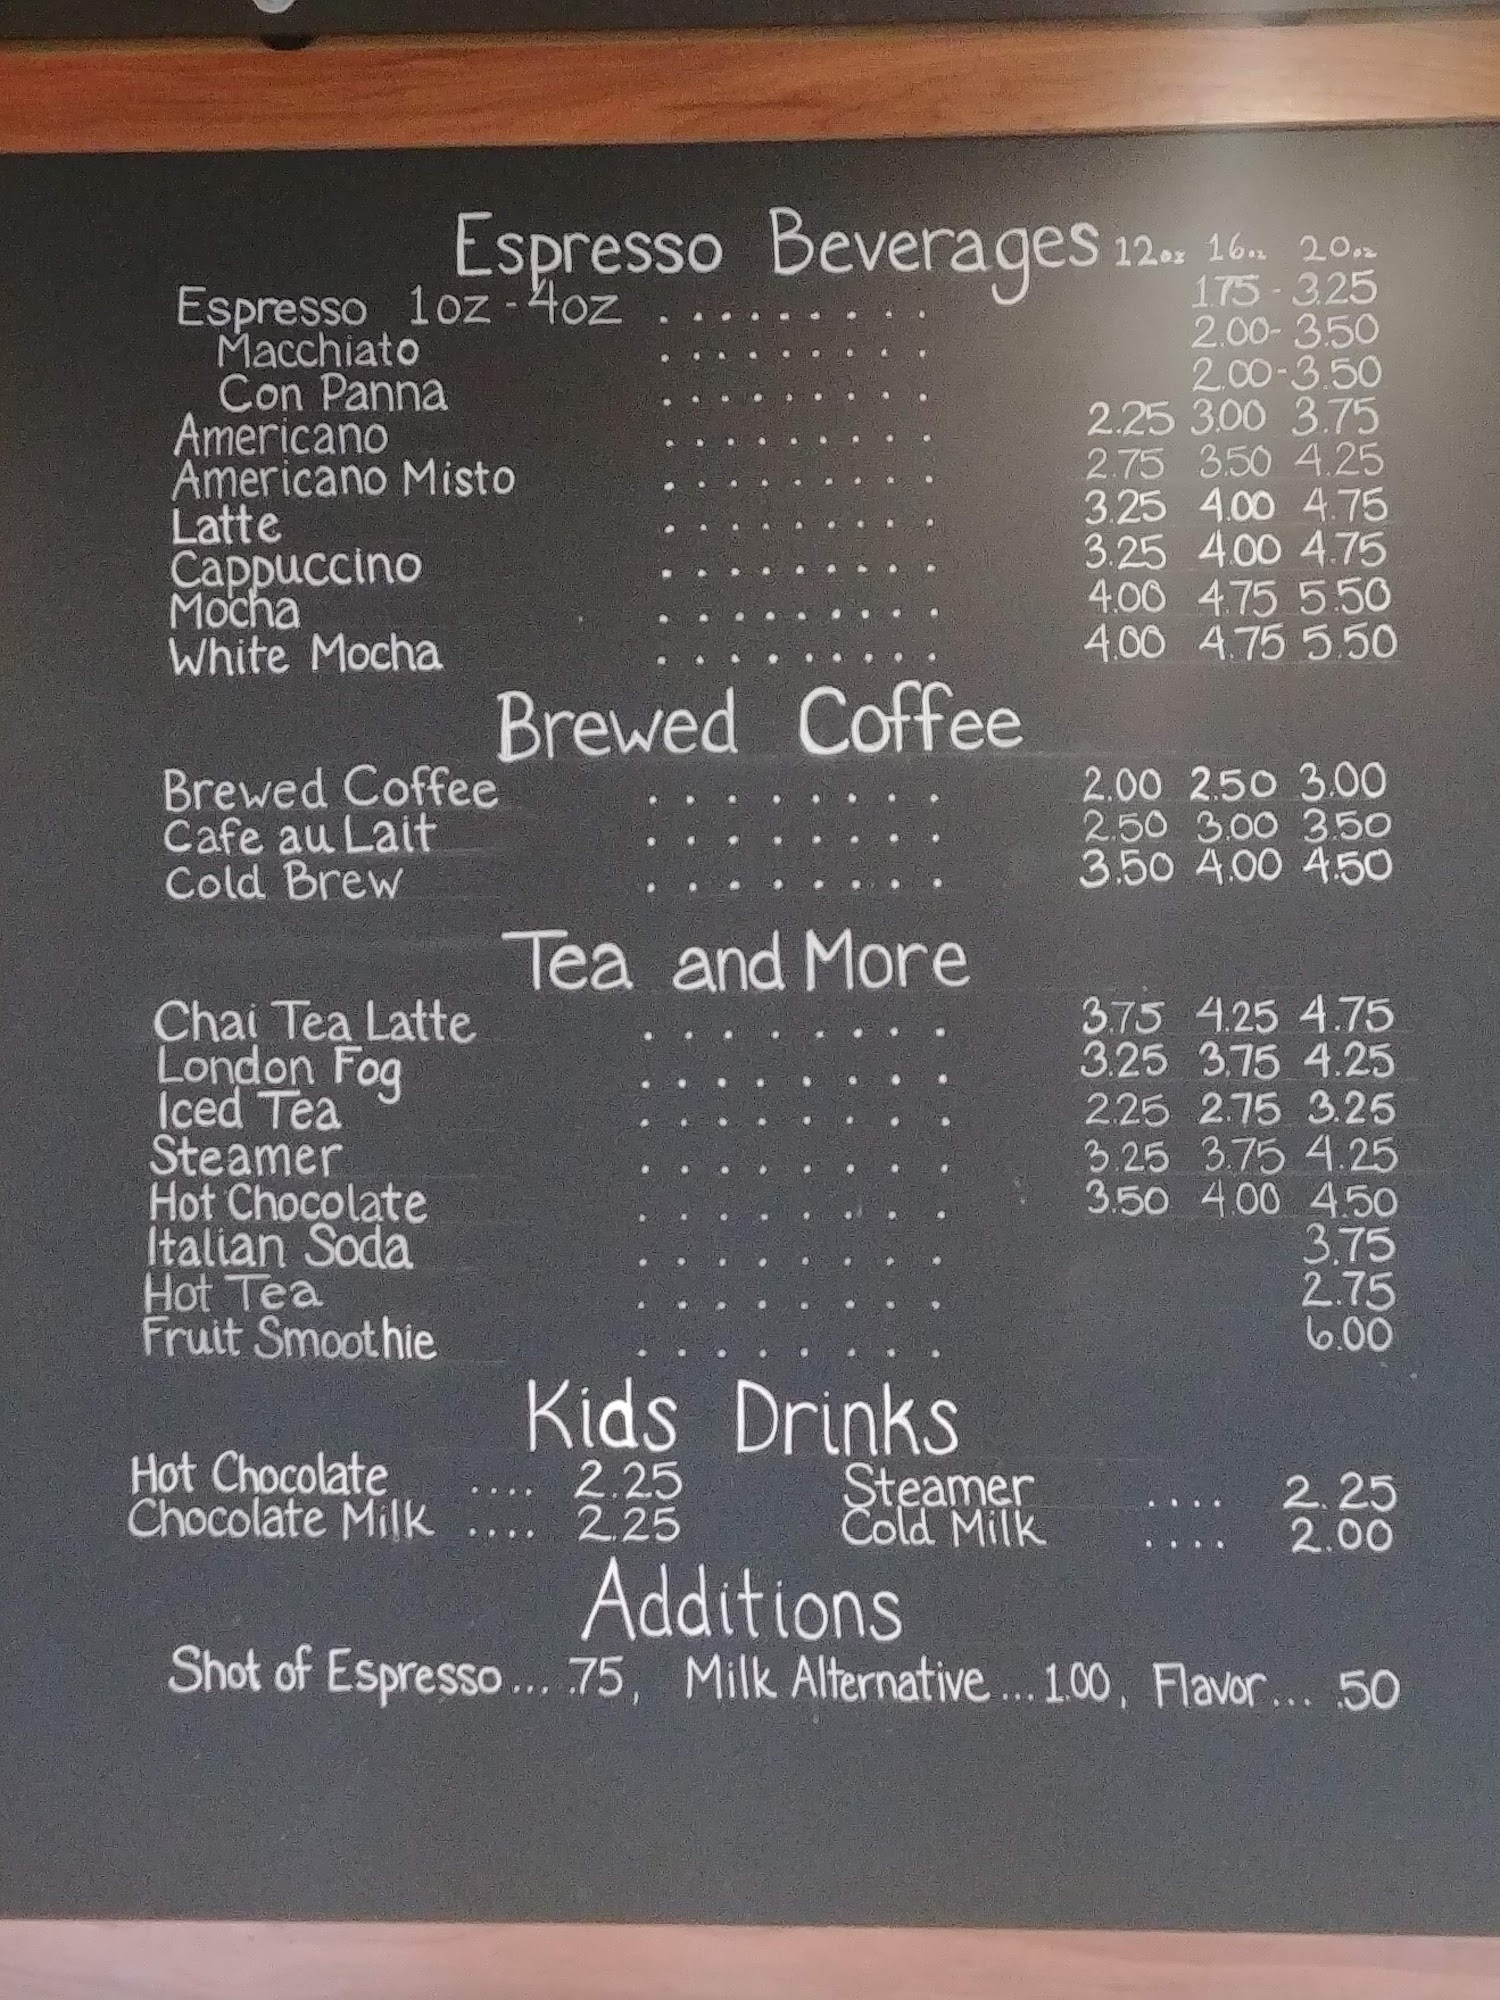 Espresso Beverages 12oz 16oz 20oz
Espresso 1oz - 4oz ......... 1.75 - 3.25
Macchiato ......... 2.00 - 3.50
Con Panna ......... 2.00 - 3.50
Americano ......... 2.25 3.00 3.75
Americano Misto ......... 2.75 3.50 4.25
Latte ......... 3.25 4.00 4.75
Cappuccino ......... 3.25 4.00 4.75
Mocha ......... 4.00 4.75 5.50
White Mocha ......... 4.00 4.75 5.50
Brewed Coffee
Brewed Coffee ........ 2.00 2.50 3.00
Cafe au Lait ........ 2.50 3.00 3.50
Cold Brew ........ 3.50 4.00 4.50
Tea and More
Chai Tea Latte ........ 3.75 4.25 4.75
London Fog ........ 3.25 3.75 4.25
Iced Tea ........ 2.25 2.75 3.25
Steamer ........ 3.25 3.75 4.25
Hot Chocolate ........ 3.50 4.00 4.50
Italian Soda ........ 3.75
Hot Tea ........ 2.75
Fruit Smoothie ........ 6.00
Kids Drinks
Hot Chocolate .... 2.25 Steamer .... 2.25
Chocolate Milk .... 2.25 Cold Milk .... 2.00
Additions
Shot of Espresso ... .75, Milk Alternative ... 1.00, Flavor ... .50